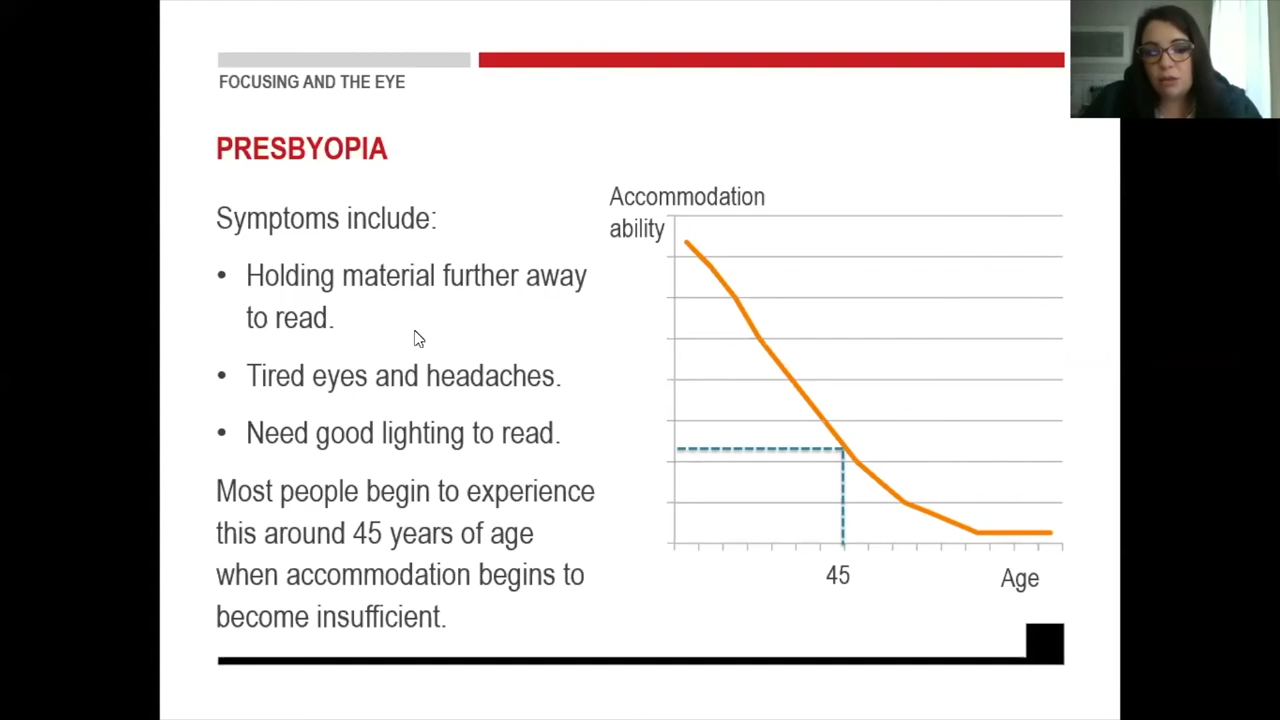 FOCUSING AND THE EYE
PRESBYOPIA
Symptoms include:
• Holding material further away
to read.
• Tired eyes and headaches.
• Need good lighting to read.
Most people begin to experience
this around 45 years of age
when accommodation begins to
become insufficient.
Accommodation
ability
45
Age